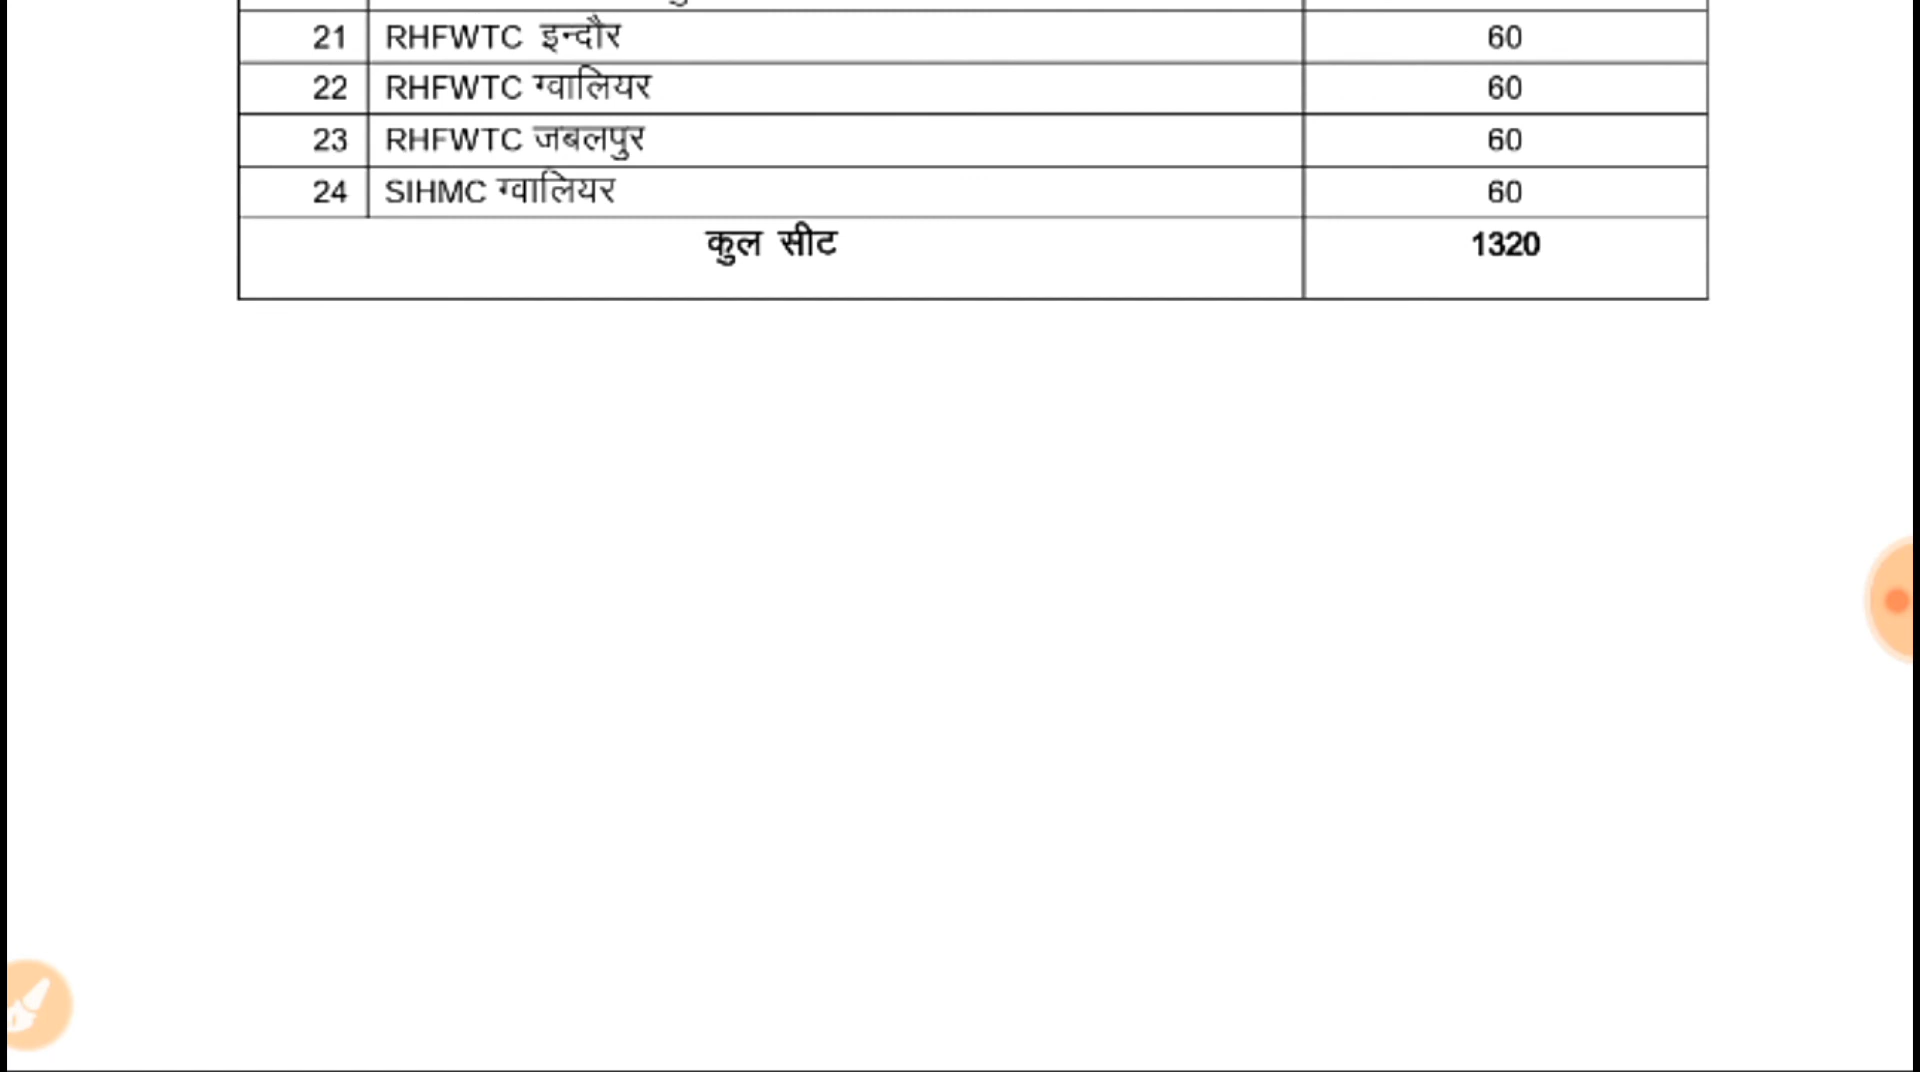 21 RHFWTC इन्दौर 60
22 RHFWTC ग्वालियर 60
23 RHFWTC जबलपुर 60
24 SIHMC ग्वालियर 60
कुल सीट 1320